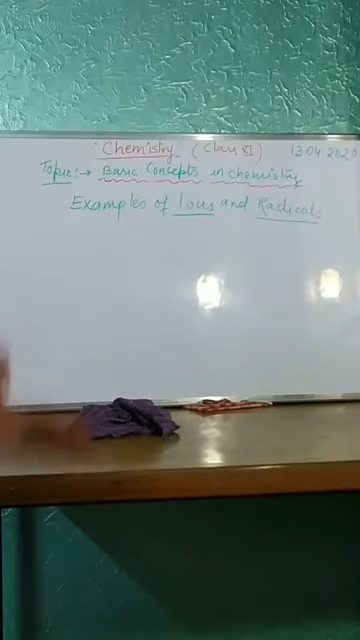 "Chemistry" (Class XI) 13.04.2020
Topic:→ Basic Concepts in chemistry
Examples of Ions and Radicals